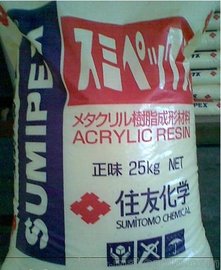 SUMIPEX
スミペックス
メタクリル樹脂成形材料
ACRYLIC RESIN
正味 25kg NET
住友化学
SUMITOMO CHEMICAL